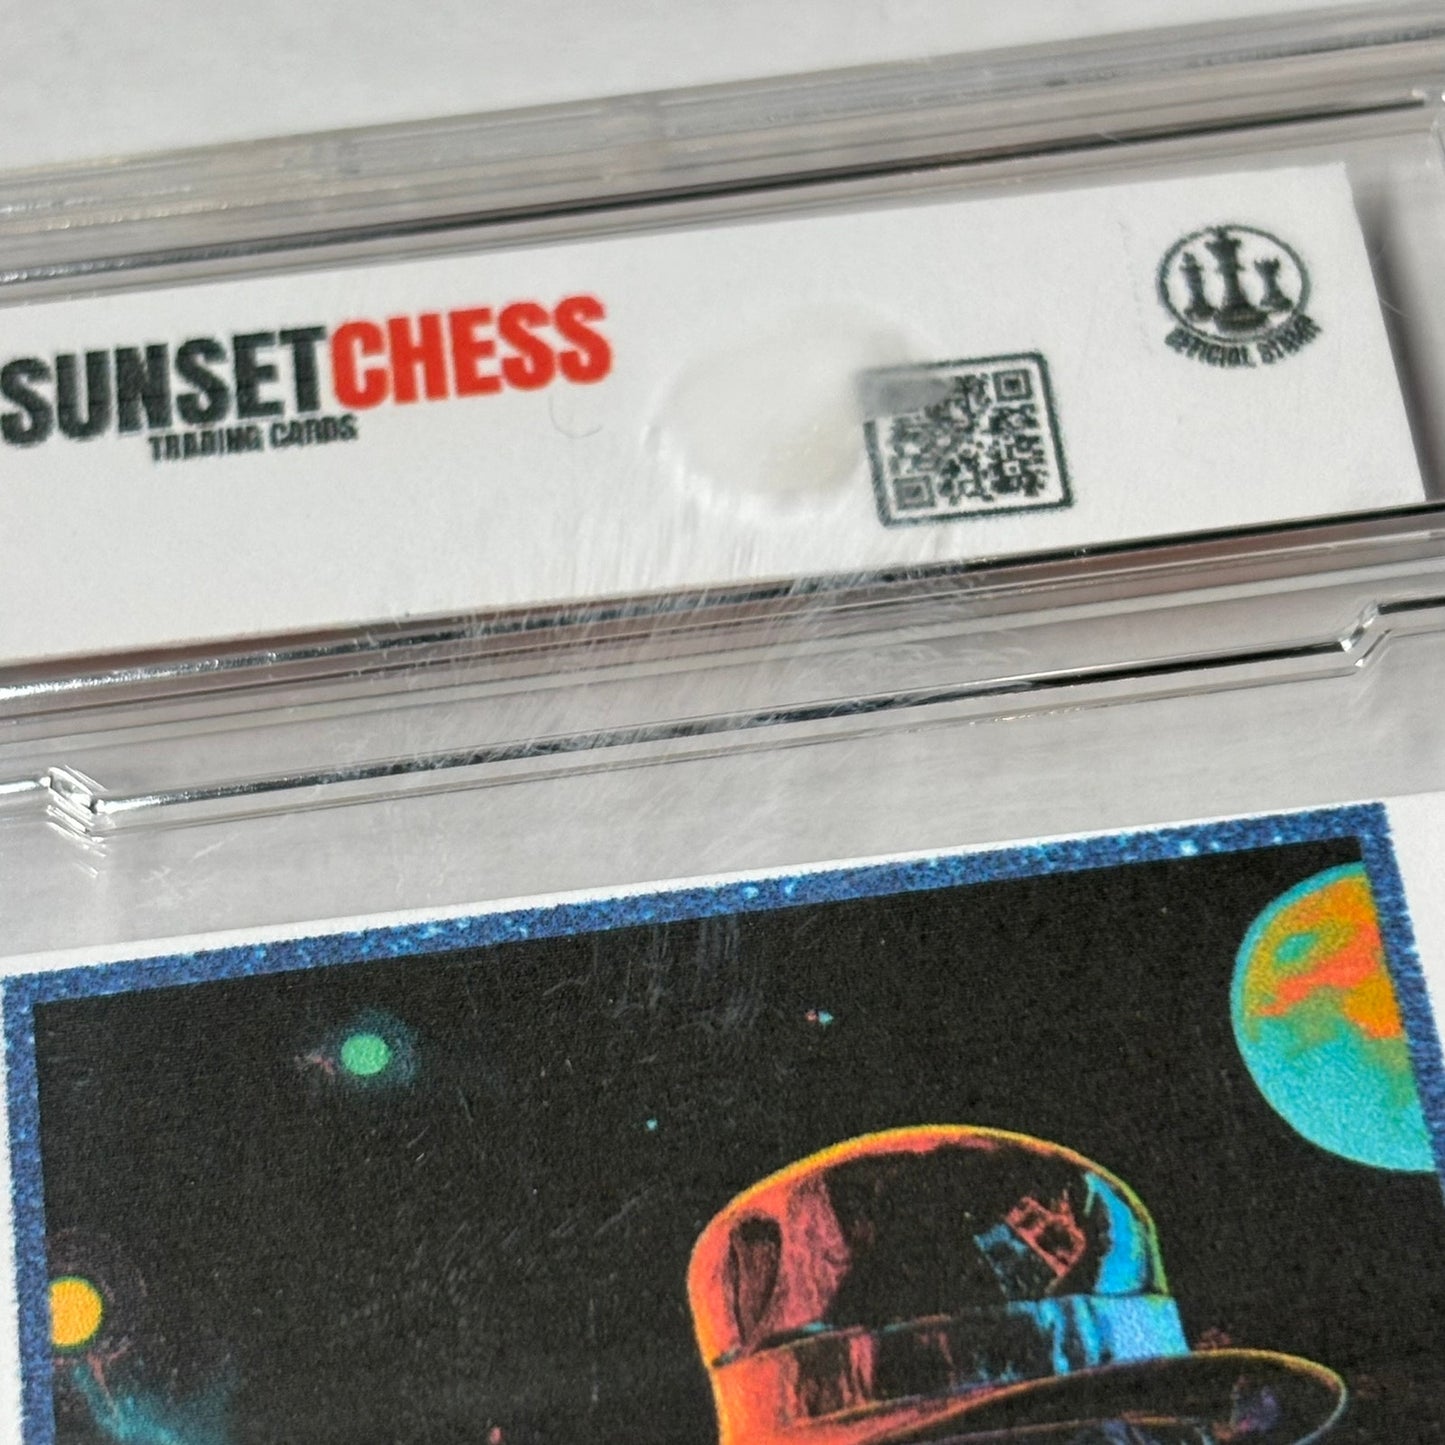 SUNSETCHESS
TRADING CARDS
OFFICIAL STAMP